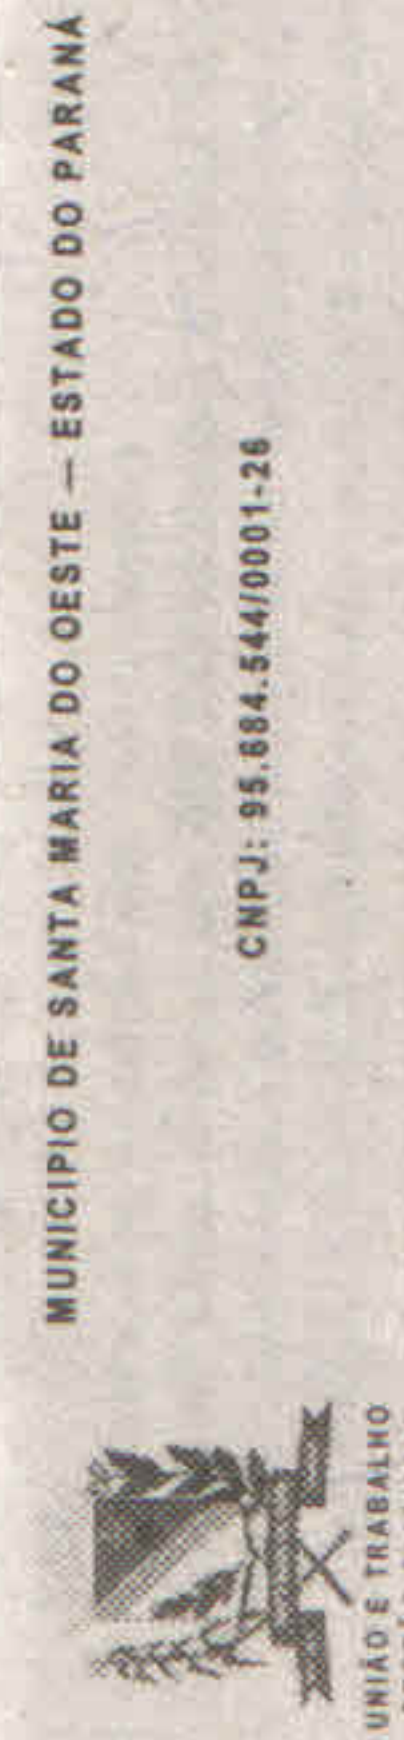 MUNICIPIO DE SANTA MARIA DO OESTE — ESTADO DO PARANÁ
CNPJ: 95.684.544/0001-26
UNIÃO E TRABALHO